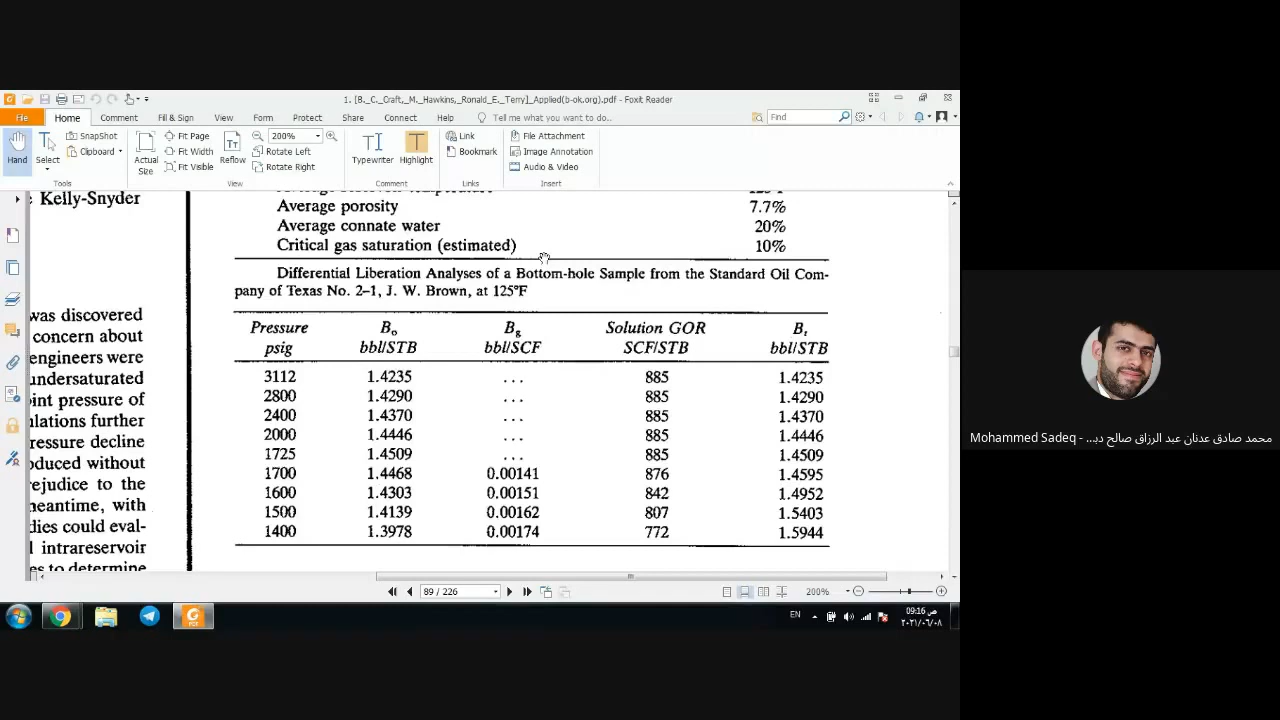 1. [B._C._Craft,_M._Hawkins,_Ronald_E._Terry]_Applied(b-ok.org).pdf - Foxit Reader
File Home Comment Fill & Sign View Form Protect Share Connect Help Tell me what you want to do... Find
Hand Select SnapShot Clipboard Actual Size Fit Page Fit Width Fit Visible Reflow 200% Rotate Left Rotate Right Typewriter Highlight Link Bookmark File Attachment Image Annotation Audio & Video
Tools View Comment Links Insert
Kelly-Snyder
was discovered
concern about
engineers were
undersaturated
pint pressure of
lations further
ressure decline
oduced without
rejudice to the
neantime, with
dies could eval-
l intrareservoir
es to determine
Average porosity 7.7%
Average connate water 20%
Critical gas saturation (estimated) 10%
Differential Liberation Analyses of a Bottom-hole Sample from the Standard Oil Com-
pany of Texas No. 2–1, J. W. Brown, at 125°F
Pressure Bo Bg Solution GOR Bt
psig bbl/STB bbl/SCF SCF/STB bbl/STB
3112 1.4235 ... 885 1.4235
2800 1.4290 ... 885 1.4290
2400 1.4370 ... 885 1.4370
2000 1.4446 ... 885 1.4446
1725 1.4509 ... 885 1.4509
1700 1.4468 0.00141 876 1.4595
1600 1.4303 0.00151 842 1.4952
1500 1.4139 0.00162 807 1.5403
1400 1.3978 0.00174 772 1.5944
89 / 226
200%
EN
09:16 ص
٢٠٢١/٠٦/٠٨
Mohammed Sadeq - محمد صادق عدنان عبد الرزاق صالح دبـ...